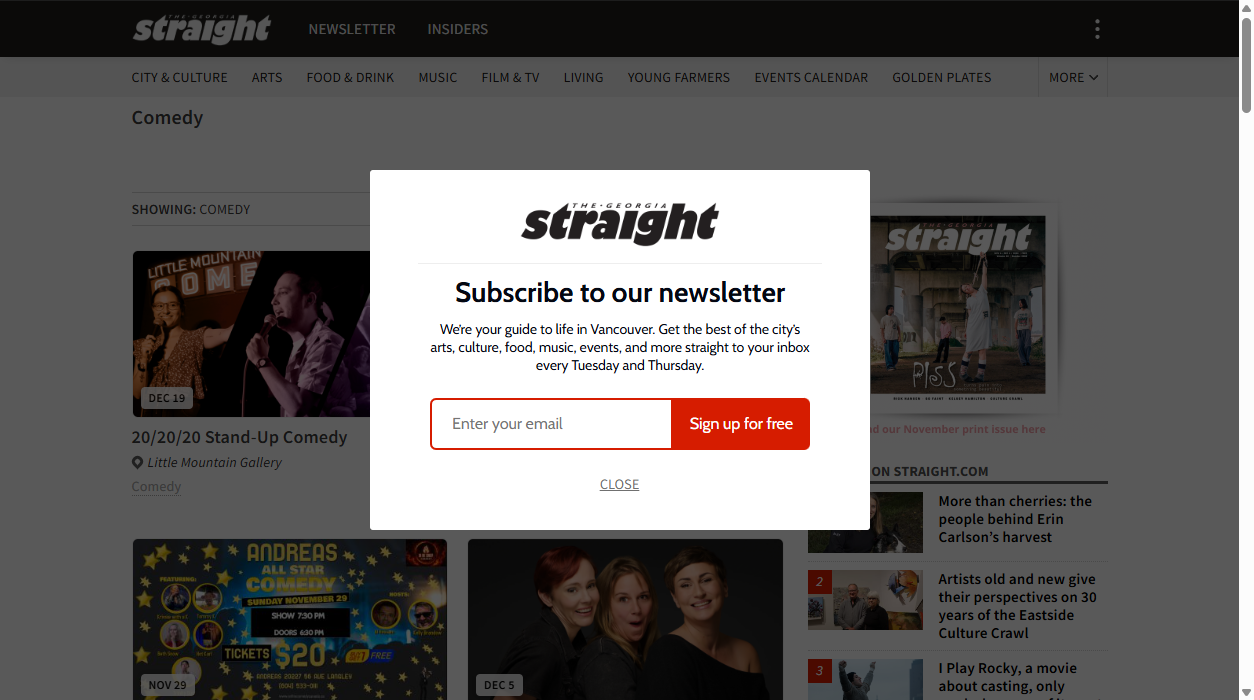 THE GEORGIA
straight
NEWSLETTER
INSIDERS
CITY & CULTURE
ARTS
FOOD & DRINK
MUSIC
FILM & TV
LIVING
YOUNG FARMERS
EVENTS CALENDAR
GOLDEN PLATES
MORE
Comedy
SHOWING: COMEDY
LITTLE MOUNTAIN
COME
DEC 19
20/20/20 Stand-Up Comedy
Little Mountain Gallery
Comedy
THE GEORGIA
straight
Subscribe to our newsletter
We're your guide to life in Vancouver. Get the best of the city's
arts, culture, food, music, events, and more straight to your inbox
every Tuesday and Thursday.
Enter your email
Sign up for free
CLOSE
straight
PISS
d our November print issue here
ON STRAIGHT.COM
More than cherries: the
people behind Erin
Carlson's harvest
2
Artists old and new give
their perspectives on 30
years of the Eastside
Culture Crawl
3
I Play Rocky, a movie
about casting, only
ANDREAS
ALL STAR
COMEDY
SUNDAY NOVEMBER 29
FEATURING:
SHOW 7:30 PM
DOORS 6:30 PM
TICKETS $20
FREE
NOV 29
DEC 5